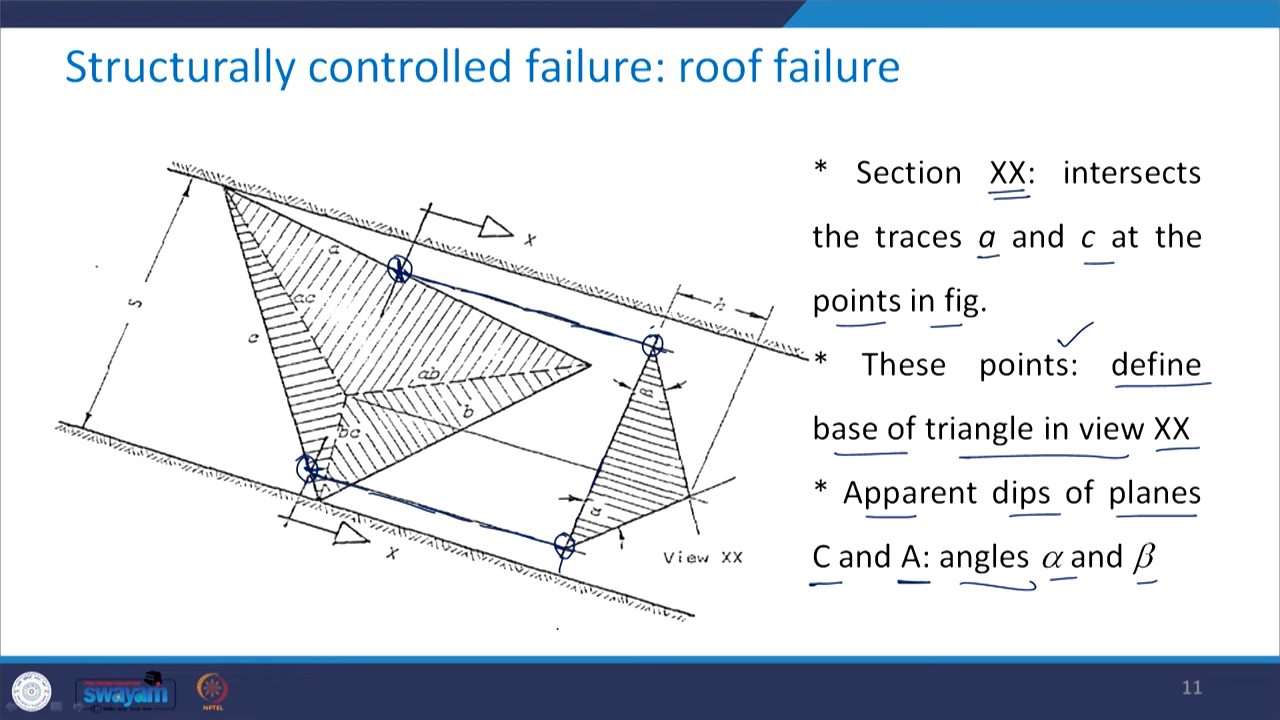 Structurally controlled failure: roof failure
* Section XX: intersects
the traces a and c at the
points in fig.
* These points: define
base of triangle in view XX
* Apparent dips of planes
C and A: angles α and β
x
a
h
S
ac
c
ab
b
bc
β
α
View XX
x
swayam
NPTEL
11